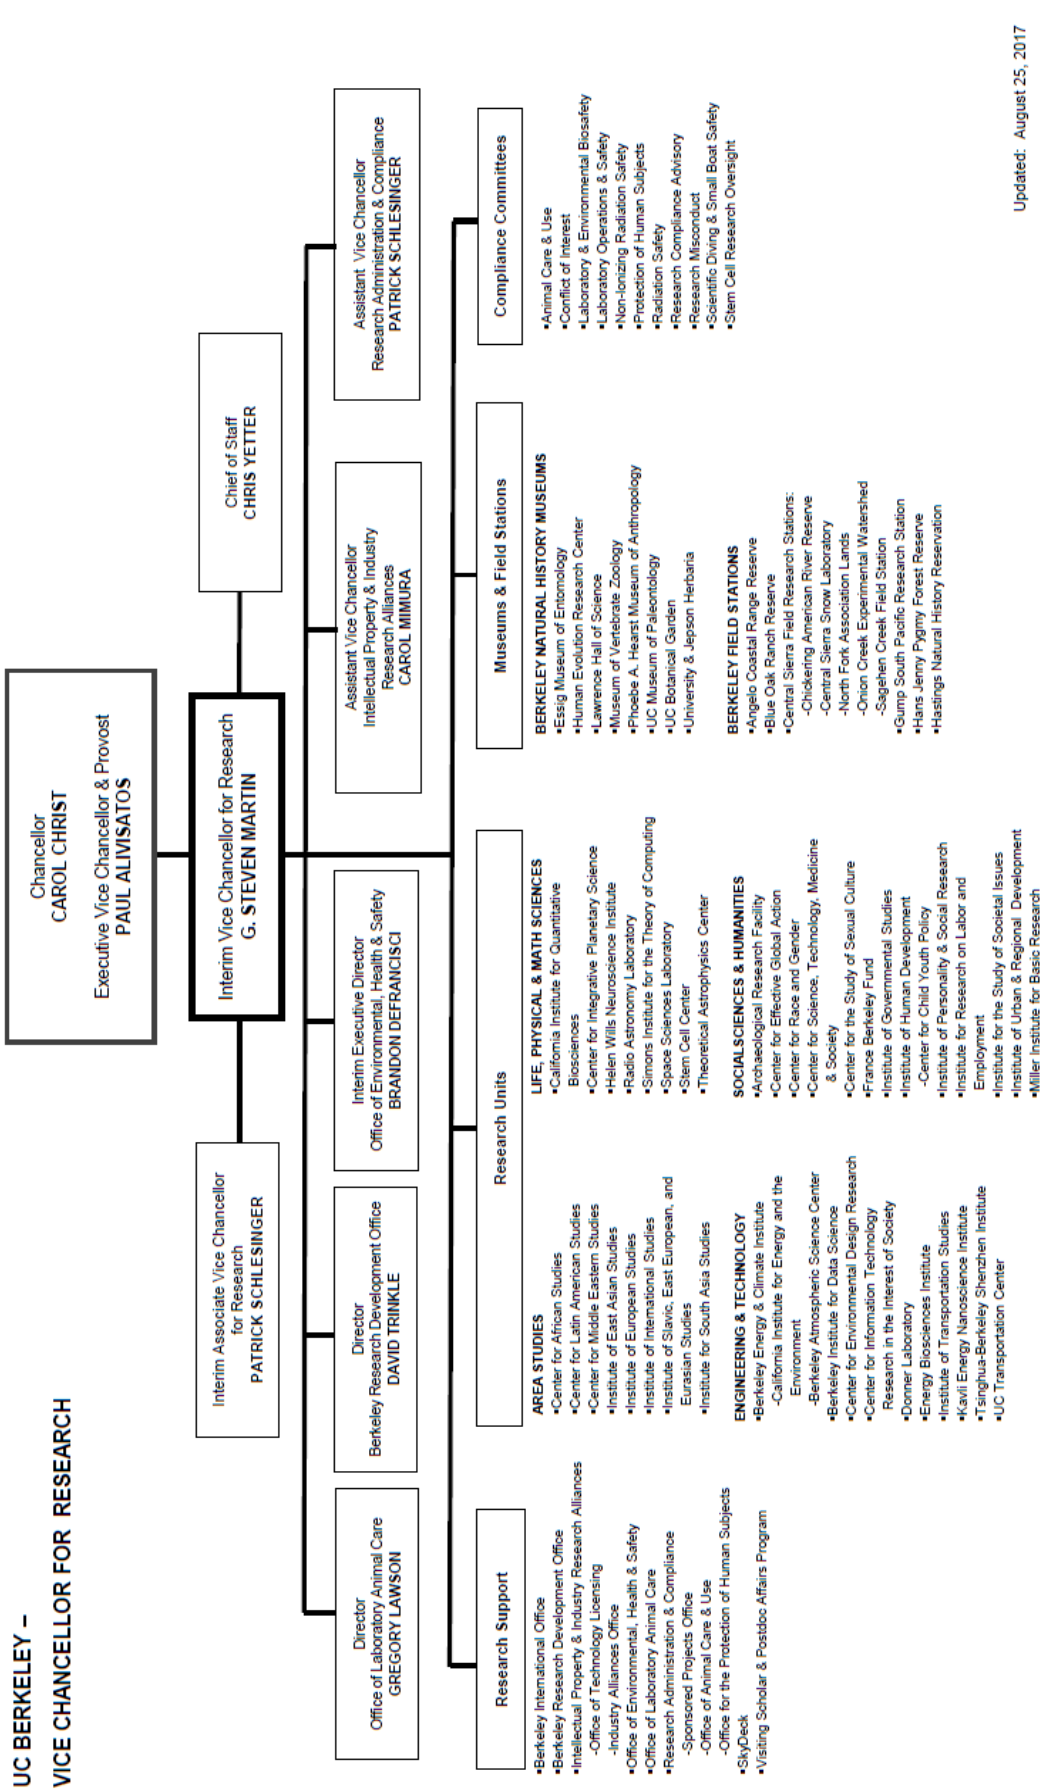 UC BERKELEY –
VICE CHANCELLOR FOR RESEARCH
Chancellor
CAROL CHRIST
Executive Vice Chancellor & Provost
PAUL ALIVISATOS
Interim Associate Vice Chancellor
for Research
PATRICK SCHLESINGER
Interim Vice Chancellor for Research
G. STEVEN MARTIN
Chief of Staff
CHRIS YETTER
Director
Office of Laboratory Animal Care
GREGORY LAWSON
Director
Berkeley Research Development Office
DAVID TRINKLE
Interim Executive Director
Office of Environmental, Health & Safety
BRANDON DEFRANCISCI
Assistant Vice Chancellor
Intellectual Property & Industry
Research Alliances
CAROL MIMURA
Assistant Vice Chancellor
Research Administration & Compliance
PATRICK SCHLESINGER
Research Support
▪Berkeley International Office
▪Berkeley Research Development Office
▪Intellectual Property & Industry Research Alliances
-Office of Technology Licensing
-Industry Alliances Office
▪Office of Environmental, Health & Safety
▪Office of Laboratory Animal Care
▪Research Administration & Compliance
-Sponsored Projects Office
-Office of Animal Care & Use
-Office for the Protection of Human Subjects
▪SkyDeck
▪Visiting Scholar & Postdoc Affairs Program
Research Units
AREA STUDIES
▪Center for African Studies
▪Center for Latin American Studies
▪Center for Middle Eastern Studies
▪Institute of East Asian Studies
▪Institute of European Studies
▪Institute of International Studies
▪Institute of Slavic, East European, and
Eurasian Studies
▪Institute for South Asia Studies
ENGINEERING & TECHNOLOGY
▪Berkeley Energy & Climate Institute
-California Institute for Energy and the
Environment
-Berkeley Atmospheric Science Center
▪Berkeley Institute for Data Science
▪Center for Environmental Design Research
▪Center for Information Technology
Research in the Interest of Society
▪Donner Laboratory
▪Energy Biosciences Institute
▪Institute of Transportation Studies
▪Kavli Energy Nanoscience Institute
▪Tsinghua-Berkeley Shenzhen Institute
▪UC Transportation Center
LIFE, PHYSICAL & MATH SCIENCES
▪California Institute for Quantitative
Biosciences
▪Center for Integrative Planetary Science
▪Helen Wills Neuroscience Institute
▪Radio Astronomy Laboratory
▪Simons Institute for the Theory of Computing
▪Space Sciences Laboratory
▪Stem Cell Center
▪Theoretical Astrophysics Center
SOCIALSCIENCES & HUMANITIES
▪Archaeological Research Facility
▪Center for Effective Global Action
▪Center for Race and Gender
▪Center for Science, Technology, Medicine
& Society
▪Center for the Study of Sexual Culture
▪France Berkeley Fund
▪Institute of Governmental Studies
▪Institute of Human Development
-Center for Child Youth Policy
▪Institute of Personality & Social Research
▪Institute for Research on Labor and
Employment
▪Institute for the Study of Societal Issues
▪Institute of Urban & Regional Development
▪Miller Institute for Basic Research
Museums & Field Stations
BERKELEY NATURAL HISTORY MUSEUMS
▪Essig Museum of Entomology
▪Human Evolution Research Center
▪Lawrence Hall of Science
▪Museum of Vertebrate Zoology
▪Phoebe A. Hearst Museum of Anthropology
▪UC Museum of Paleontology
▪UC Botanical Garden
▪University & Jepson Herbaria
BERKELEY FIELD STATIONS
▪Angelo Coastal Range Reserve
▪Blue Oak Ranch Reserve
▪Central Sierra Field Research Stations:
-Chickering American River Reserve
-Central Sierra Snow Laboratory
-North Fork Association Lands
-Onion Creek Experimental Watershed
-Sagehen Creek Field Station
▪Gump South Pacific Research Station
▪Hans Jenny Pygmy Forest Reserve
▪Hastings Natural History Reservation
Compliance Committees
▪Animal Care & Use
▪Conflict of Interest
▪Laboratory & Environmental Biosafety
▪Laboratory Operations & Safety
▪Non-Ionizing Radiation Safety
▪Protection of Human Subjects
▪Radiation Safety
▪Research Compliance Advisory
▪Research Misconduct
▪Scientific Diving & Small Boat Safety
▪Stem Cell Research Oversight
Updated: August 25, 2017